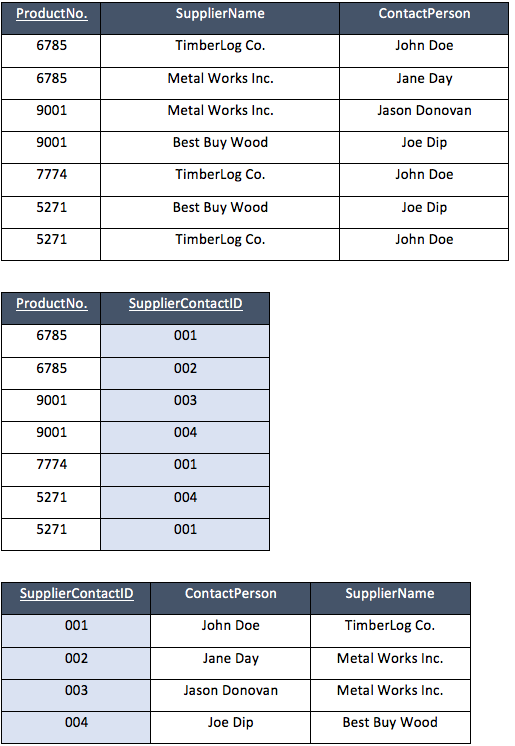 ProductNo. SupplierName ContactPerson
6785 TimberLog Co. John Doe
6785 Metal Works Inc. Jane Day
9001 Metal Works Inc. Jason Donovan
9001 Best Buy Wood Joe Dip
7774 TimberLog Co. John Doe
5271 Best Buy Wood Joe Dip
5271 TimberLog Co. John Doe
ProductNo. SupplierContactID
6785 001
6785 002
9001 003
9001 004
7774 001
5271 004
5271 001
SupplierContactID ContactPerson SupplierName
001 John Doe TimberLog Co.
002 Jane Day Metal Works Inc.
003 Jason Donovan Metal Works Inc.
004 Joe Dip Best Buy Wood